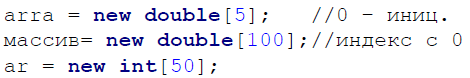 arra = new double[5];   //0 – иниц.
массив= new double[100];//индекс с 0
ar = new int[50];